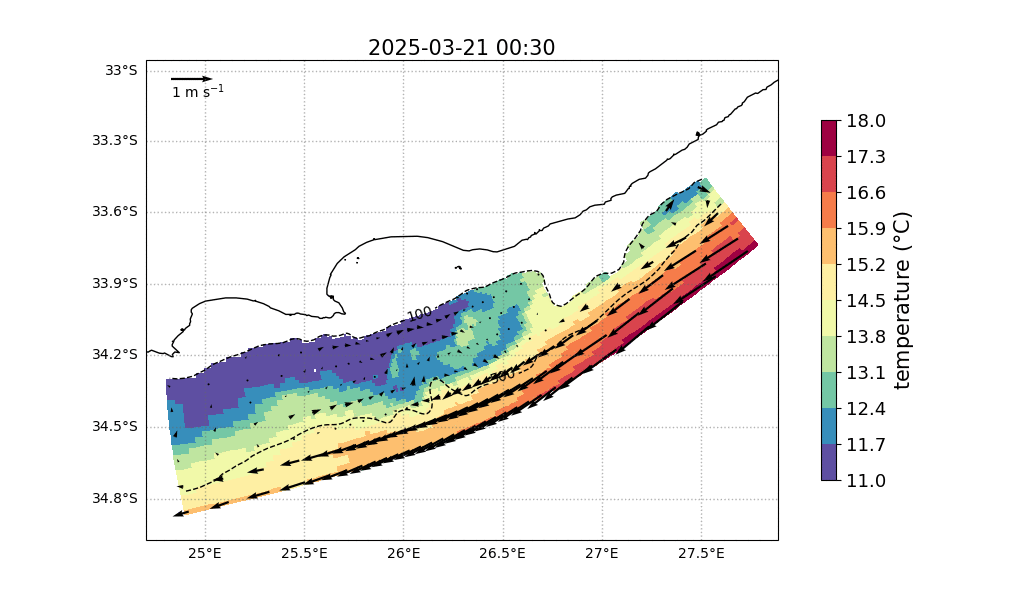 2025-03-21 00:30
1 m s⁻¹
33°S
33.3°S
33.6°S
33.9°S
34.2°S
34.5°S
34.8°S
100
500
25°E
25.5°E
26°E
26.5°E
27°E
27.5°E
18.0
17.3
16.6
15.9
15.2
14.5
13.8
13.1
12.4
11.7
11.0
temperature (°C)